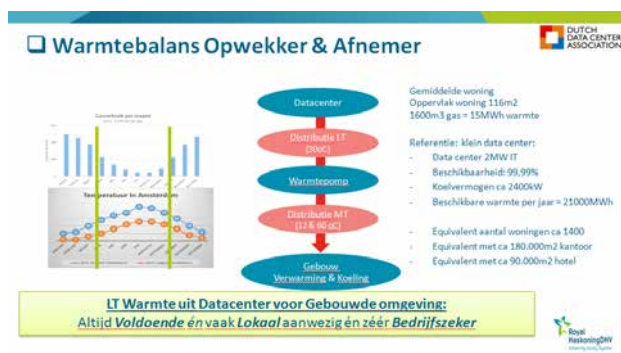 Warmtebalans Opwekker & Afnemer
DUTCH
DATA CENTER
ASSOCIATION
Gasverbruik per maand
Temperatuur in Amsterdam
Datacenter
Distributie LT
(30oC)
Warmtepomp
Distributie MT
Gebouw
Verwarming & Koeling
Gemiddelde woning
Oppervlak woning 116m2
1600m3 gas = 15MWh warmte
Referentie: klein data center:
- Data center 2MW IT
- Beschikbaarheid: 99,99%
- Koelvermogen ca 2400kW
- Beschikbare warmte per jaar = 21000MWh
- Equivalent aantal woningen ca 1400
- Equivalent met ca 180.000m2 kantoor
- Equivalent met ca 90.000m2 hotel
LT Warmte uit Datacenter voor Gebouwde omgeving:
Altijd Voldoende én vaak Lokaal aanwezig én zéér Bedrijfszeker
Royal
HaskoningDHV